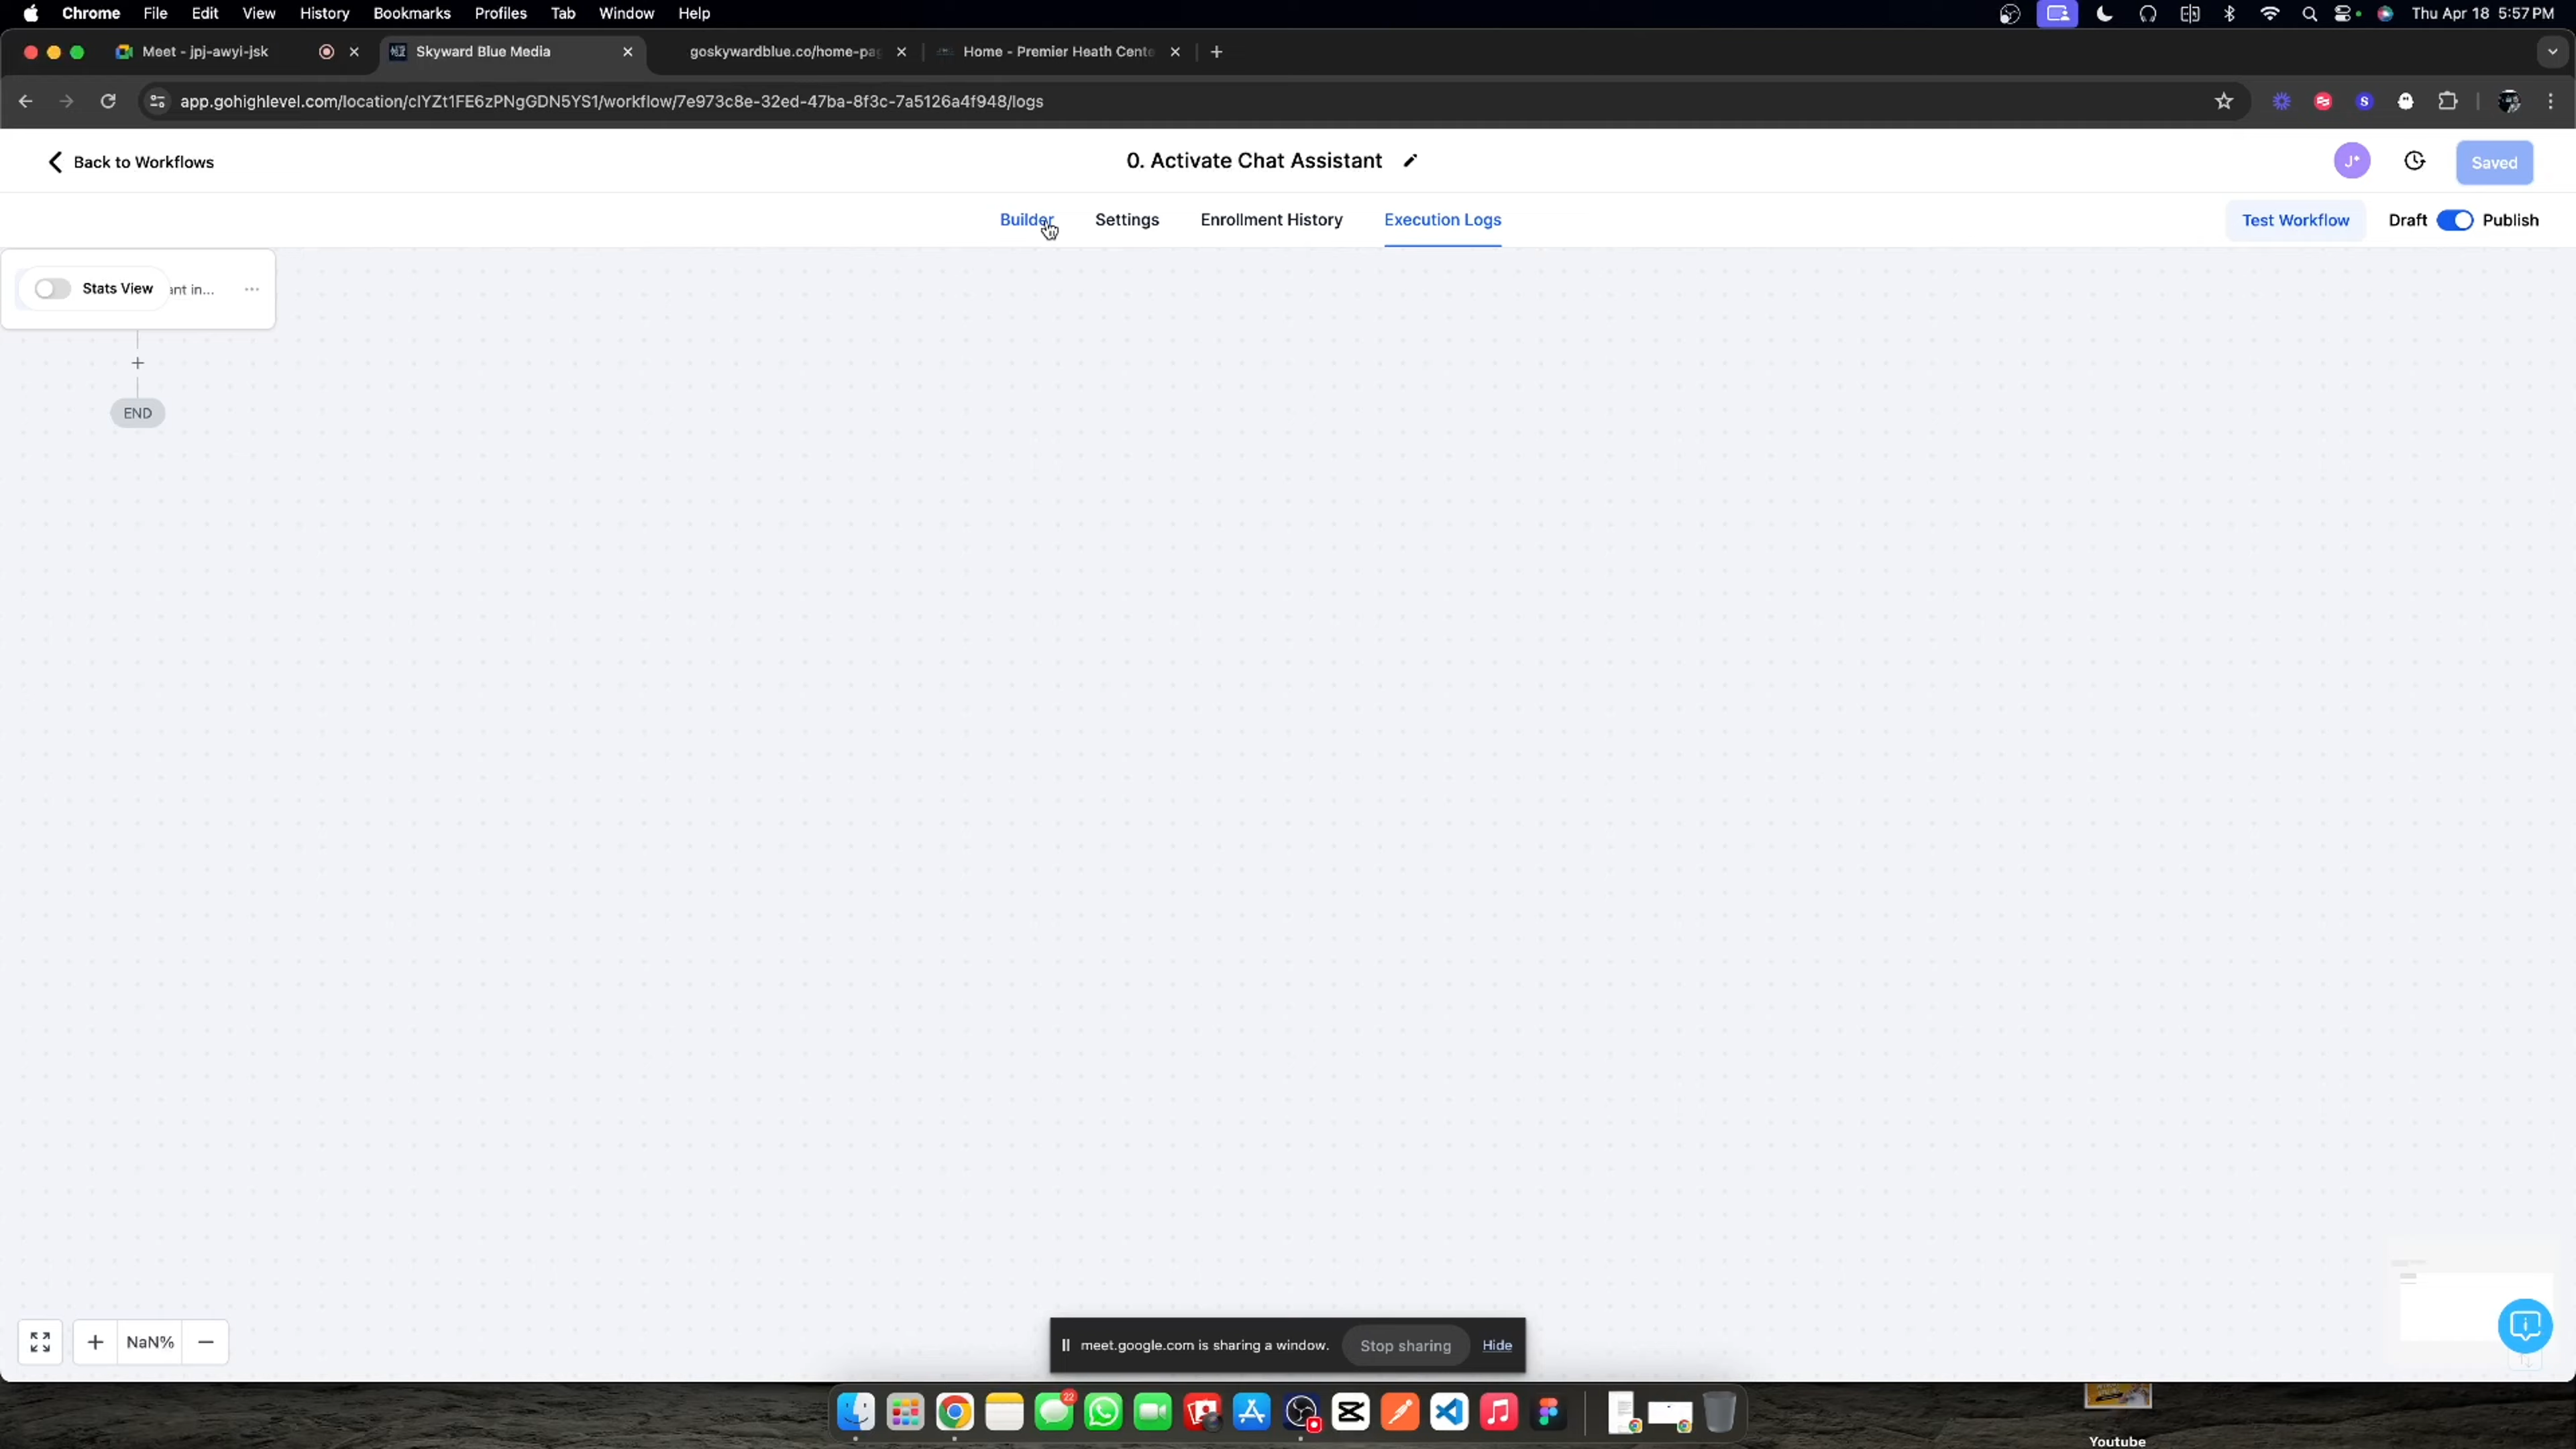 Chrome File Edit View History Bookmarks Profiles Tab Window Help Thu Apr 18 5:57 PM
Meet - jpj-awyi-jsk Skyward Blue Media goskywardblue.co/home-pag Home - Premier Heath Cente
app.gohighlevel.com/location/cIYZt1FE6zPNgGDN5YS1/workflow/7e973c8e-32ed-47ba-8f3c-7a5126a4f948/logs
Back to Workflows 0. Activate Chat Assistant J* Saved
Builder Settings Enrollment History Execution Logs Test Workflow Draft Publish
Stats View ant in... ...
+
END
+ NaN% −
meet.google.com is sharing a window. Stop sharing Hide
22
Youtube